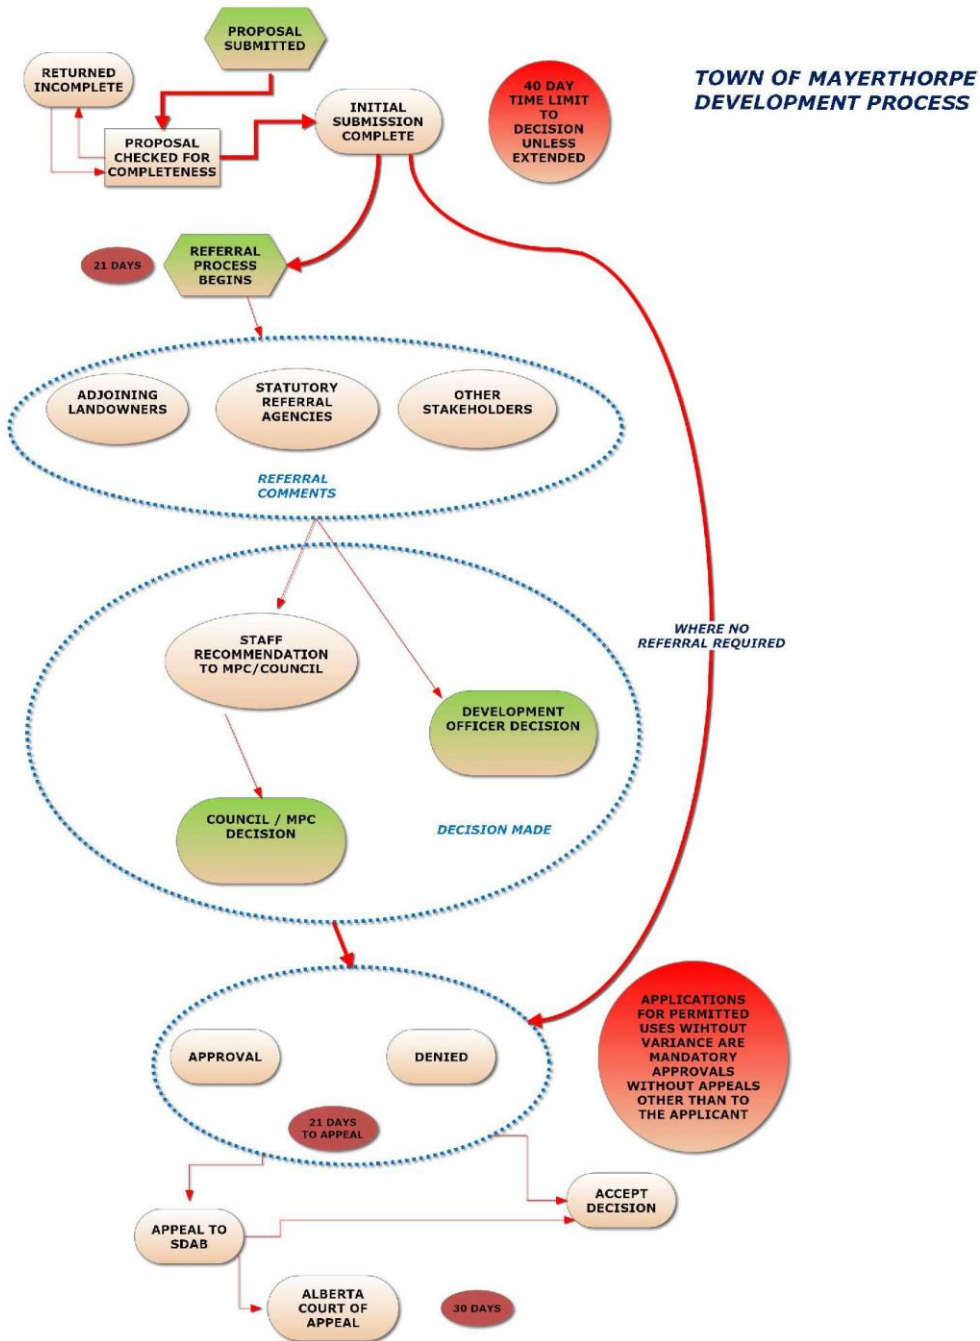 PROPOSAL
SUBMITTED
RETURNED
INCOMPLETE
PROPOSAL
CHECKED FOR
COMPLETENESS
INITIAL
SUBMISSION
COMPLETE
40 DAY
TIME LIMIT
TO
DECISION
UNLESS
EXTENDED
TOWN OF MAYERTHORPE
DEVELOPMENT PROCESS
21 DAYS
REFERRAL
PROCESS
BEGINS
ADJOINING
LANDOWNERS
STATUTORY
REFERRAL
AGENCIES
OTHER
STAKEHOLDERS
REFERRAL
COMMENTS
STAFF
RECOMMENDATION
TO MPC/COUNCIL
WHERE NO
REFERRAL REQUIRED
DEVELOPMENT
OFFICER DECISION
COUNCIL / MPC
DECISION
DECISION MADE
APPROVAL
DENIED
21 DAYS
TO APPEAL
APPLICATIONS
FOR PERMITTED
USES WIHTOUT
VARIANCE ARE
MANDATORY
APPROVALS
WITHOUT APPEALS
OTHER THAN TO
THE APPLICANT
ACCEPT
DECISION
APPEAL TO
SDAB
ALBERTA
COURT OF
APPEAL
30 DAYS